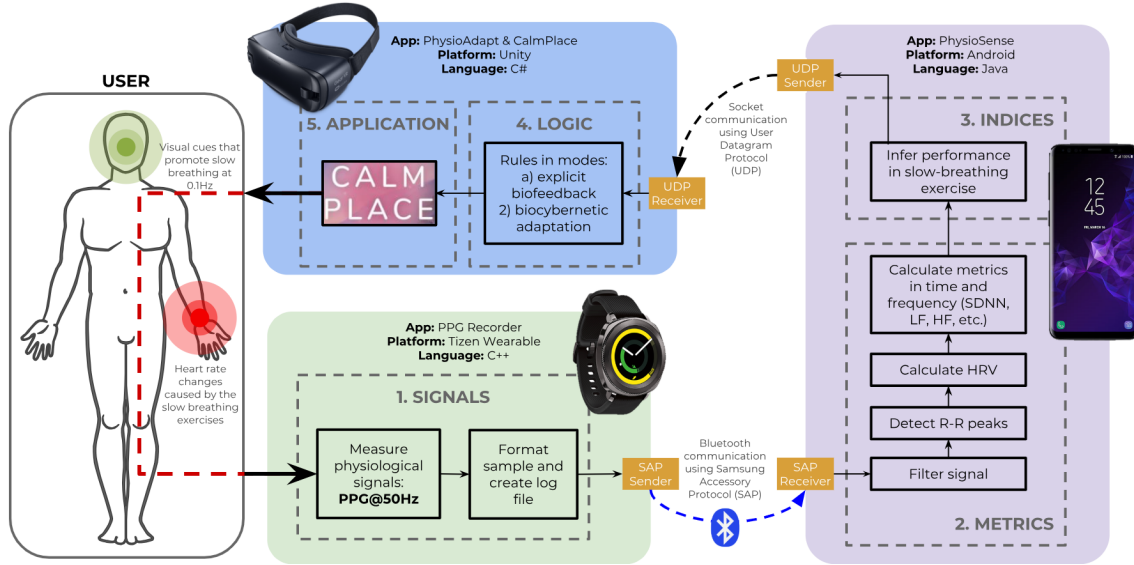 USER
Visual cues that
promote slow
breathing at
0.1Hz
Heart rate
changes
caused by the
slow breathing
exercises
App: PhysioAdapt & CalmPlace
Platform: Unity
Language: C#
5. APPLICATION
CALM
PLACE
4. LOGIC
Rules in modes:
a) explicit
biofeedback
2) biocybernetic
adaptation
UDP
Receiver
Socket
communication
using User
Datagram
Protocol
(UDP)
UDP
Sender
App: PhysioSense
Platform: Android
Language: Java
3. INDICES
Infer performance
in slow-breathing
exercise
12
45
Calculate metrics
in time and
frequency (SDNN,
LF, HF, etc.)
Calculate HRV
Detect R-R peaks
Filter signal
2. METRICS
App: PPG Recorder
Platform: Tizen Wearable
Language: C++
1. SIGNALS
Measure
physiological
signals:
PPG@50Hz
Format
sample and
create log
file
SAP
Sender
Bluetooth
communication
using Samsung
Accessory
Protocol (SAP)
SAP
Receiver